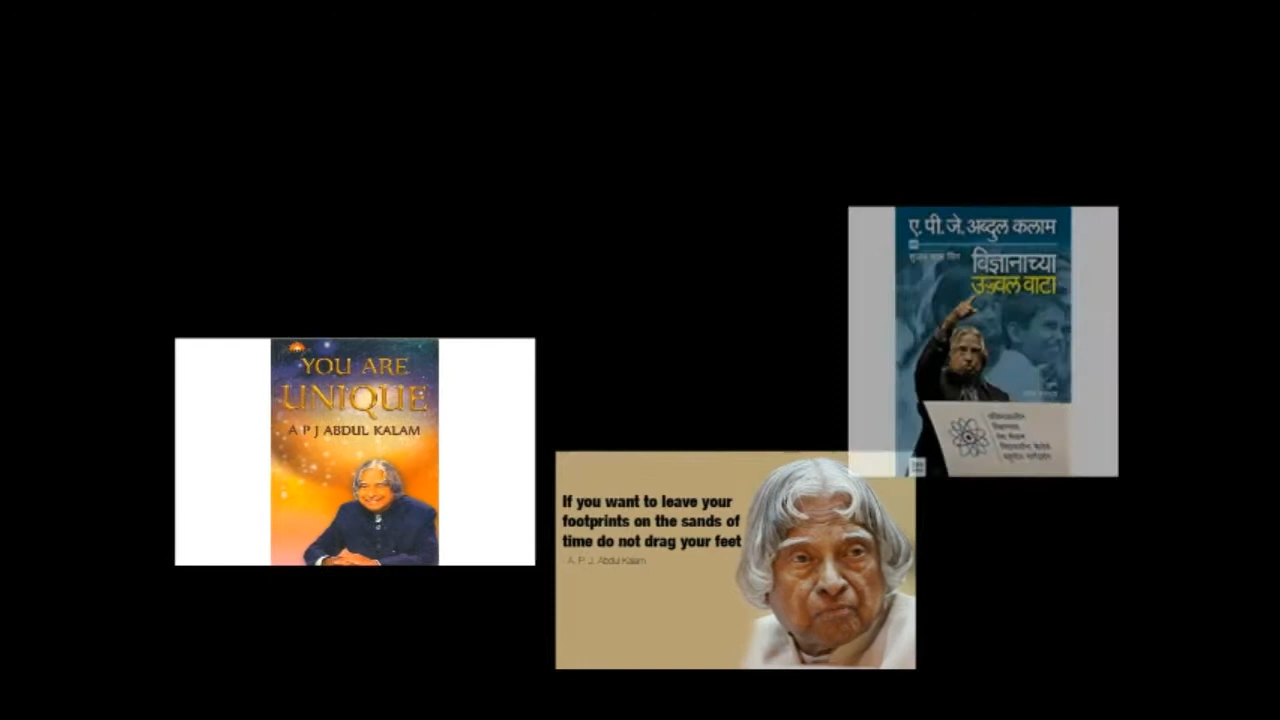 YOU ARE
UNIQUE
A P J ABDUL KALAM
If you want to leave your
footprints on the sands of
time do not drag your feet
A. P. J. Abdul Kalam
ए. पी. जे. अब्दुल कलाम
विज्ञानाच्या
उज्ज्वल वाटा